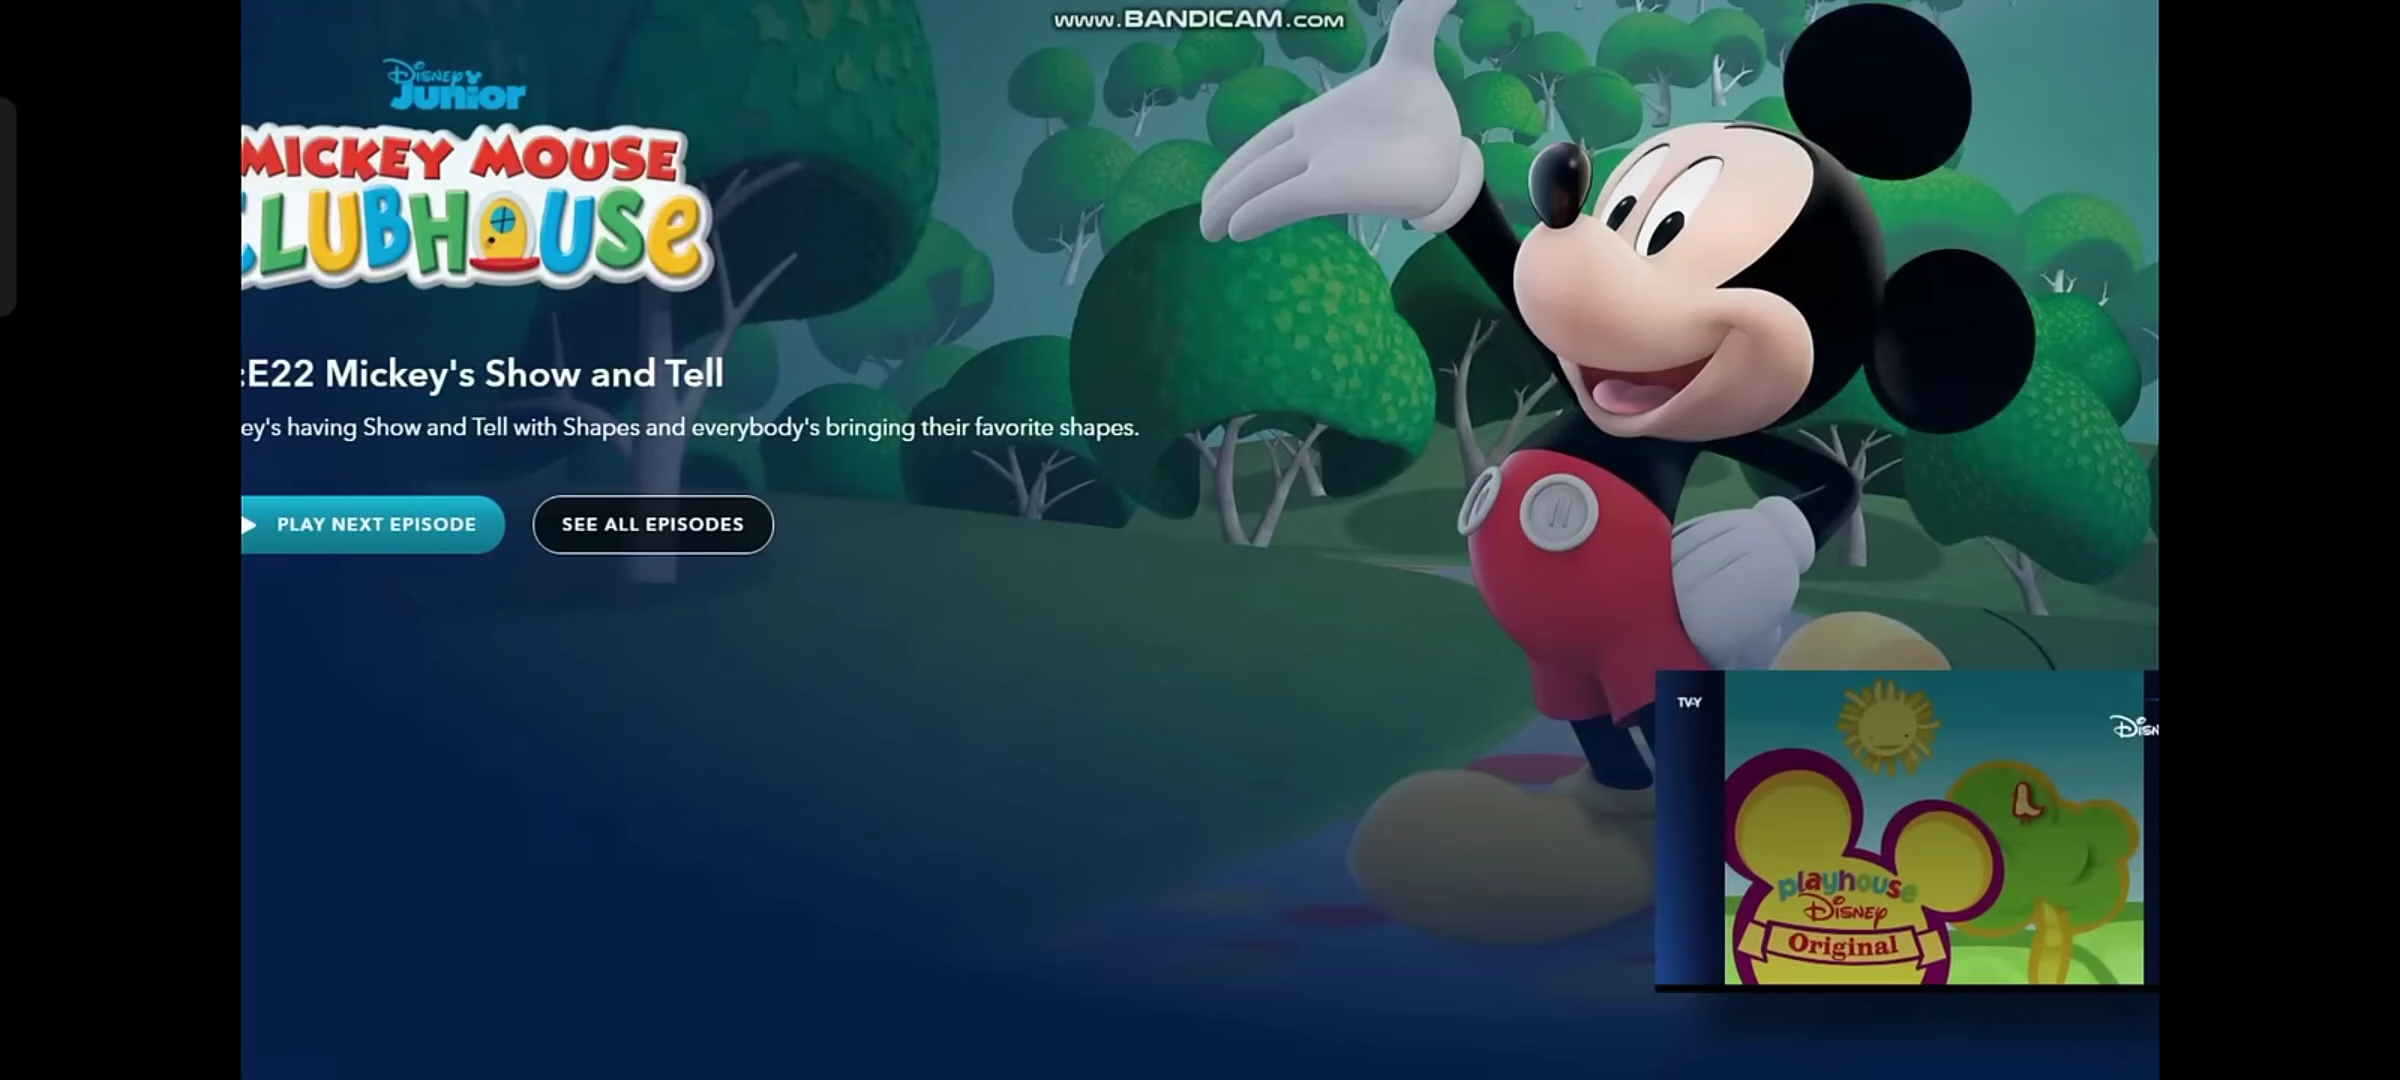 www.BANDICAM.com
Disney
Junior
MICKEY MOUSE
CLUBHOUSE
:E22 Mickey's Show and Tell
ey's having Show and Tell with Shapes and everybody's bringing their favorite shapes.
PLAY NEXT EPISODE
SEE ALL EPISODES
TV-Y
Disn
playhouse
Disney
Original